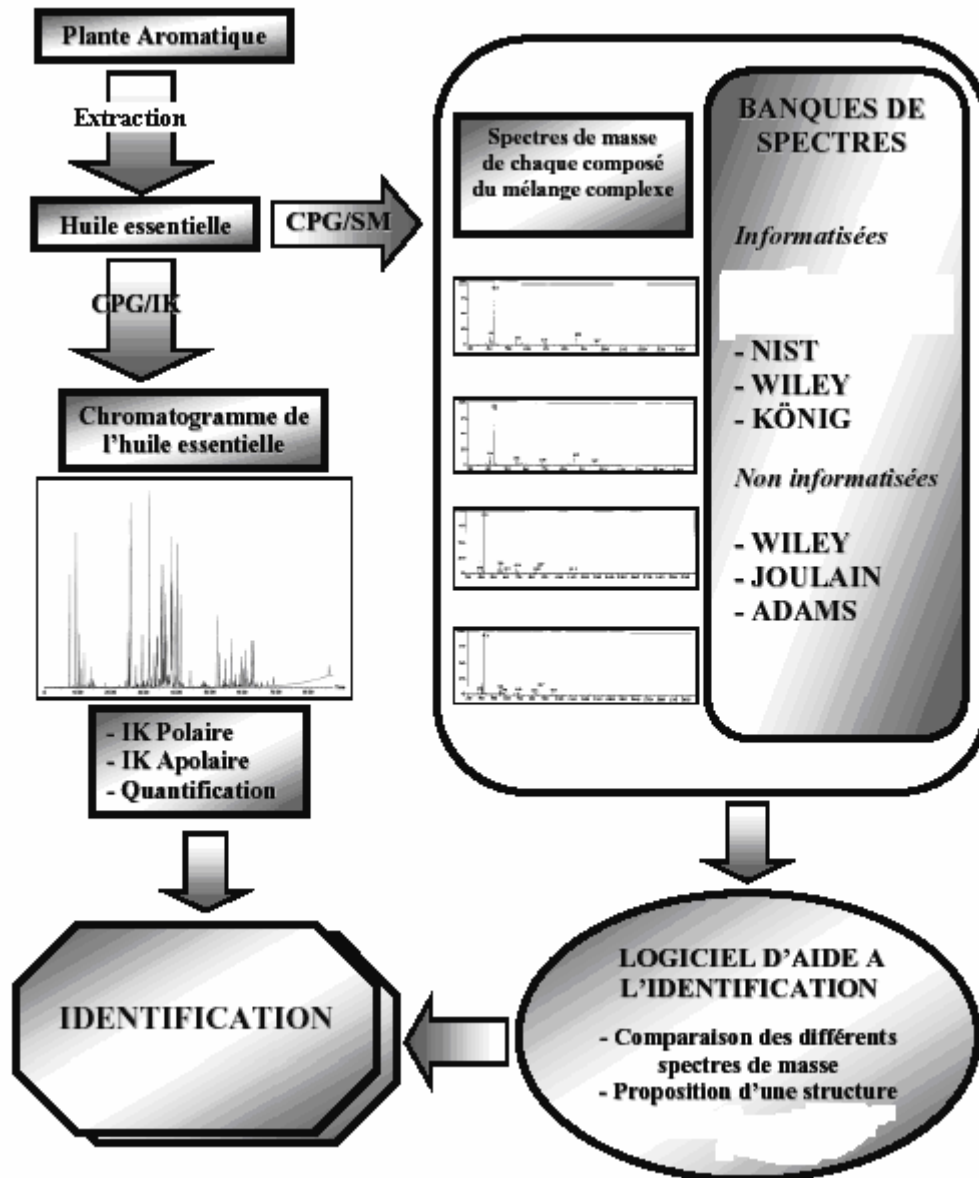 Plante Aromatique
Extraction
Huile essentielle
CPG/SM
CPG/IK
Chromatogramme de
l'huile essentielle
- IK Polaire
- IK Apolaire
- Quantification
IDENTIFICATION
Spectres de masse
de chaque composé
du mélange complexe
BANQUES DE
SPECTRES
Informatisées
- NIST
- WILEY
- KÖNIG
Non informatisées
- WILEY
- JOULAIN
- ADAMS
LOGICIEL D'AIDE A
L'IDENTIFICATION
- Comparaison des différents
spectres de masse
- Proposition d'une structure